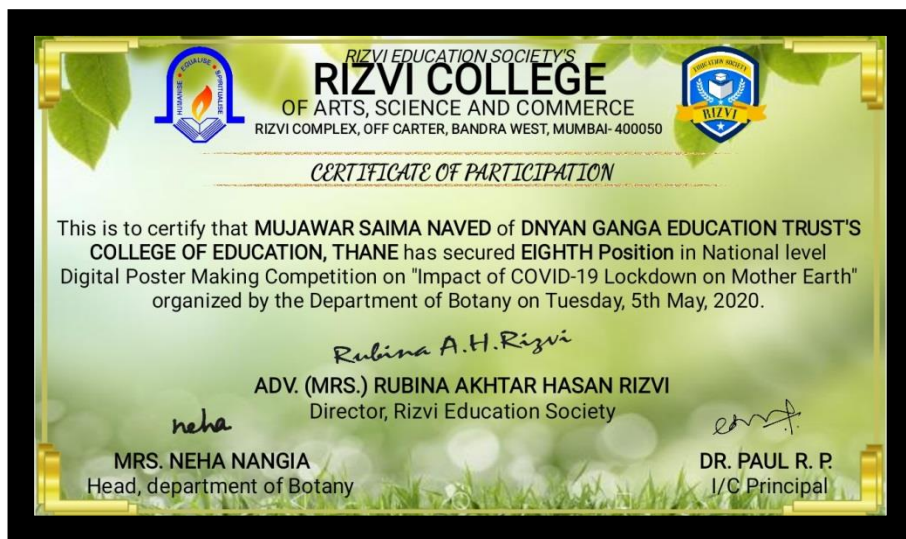 RIZVI EDUCATION SOCIETY'S
RIZVI COLLEGE
OF ARTS, SCIENCE AND COMMERCE
RIZVI COMPLEX, OFF CARTER, BANDRA WEST, MUMBAI- 400050
HUMANISE • EQUALISE • SPIRITUALISE
EDUCATION SOCIETY
RIZVI
CERTIFICATE OF PARTICIPATION
This is to certify that MUJAWAR SAIMA NAVED of DNYAN GANGA EDUCATION TRUST'S
COLLEGE OF EDUCATION, THANE has secured EIGHTH Position in National level
Digital Poster Making Competition on "Impact of COVID-19 Lockdown on Mother Earth"
organized by the Department of Botany on Tuesday, 5th May, 2020.
Rubina A.H.Rizvi
ADV. (MRS.) RUBINA AKHTAR HASAN RIZVI
Director, Rizvi Education Society
neha
MRS. NEHA NANGIA
Head, department of Botany
DR. PAUL R. P.
I/C Principal